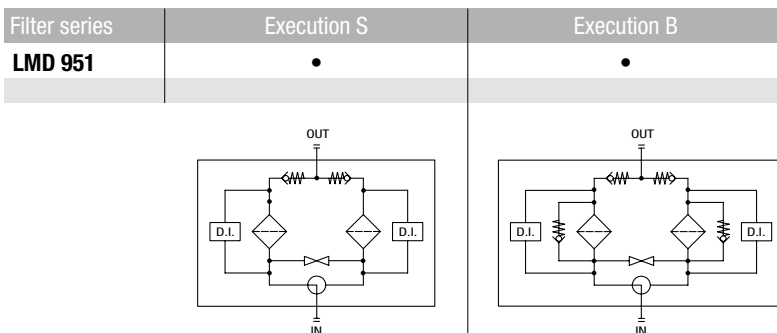 Filter series Execution S Execution B
LMD 951 • •
OUT OUT
D.I. D.I. D.I. D.I.
IN IN